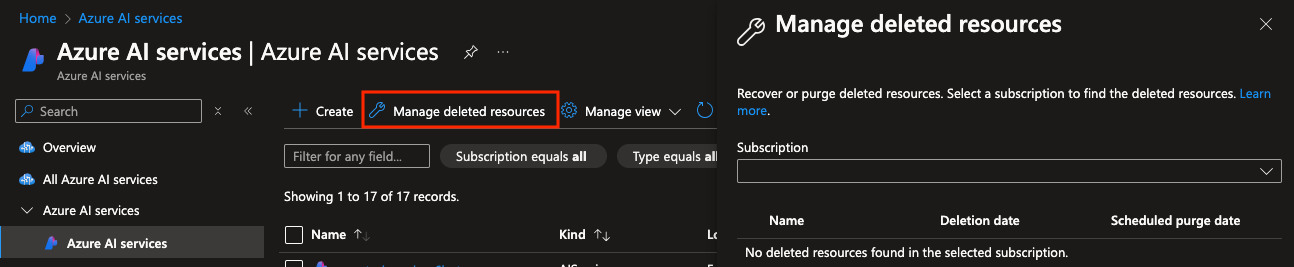 Home > Azure AI services
Azure AI services | Azure AI services
Azure AI services
Search
Overview
All Azure AI services
Azure AI services
Azure AI services
Create Manage deleted resources Manage view
Filter for any field... Subscription equals all Type equals all
Showing 1 to 17 of 17 records.
Name Kind
Manage deleted resources
Recover or purge deleted resources. Select a subscription to find the deleted resources. Learn
more.
Subscription
Name Deletion date Scheduled purge date
No deleted resources found in the selected subscription.